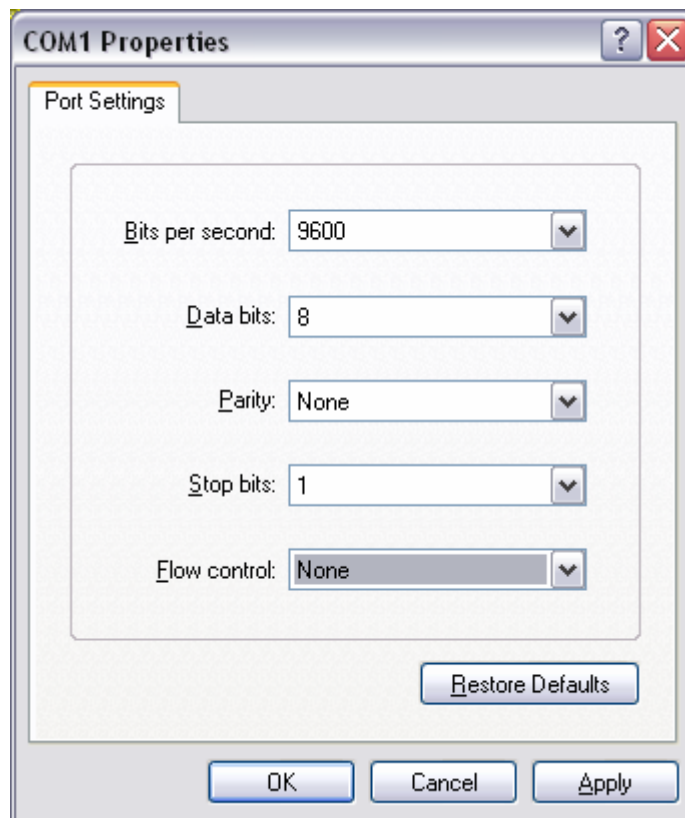 COM1 Properties
?
Port Settings
Bits per second: 9600
Data bits: 8
Parity: None
Stop bits: 1
Flow control: None
Restore Defaults
OK Cancel Apply